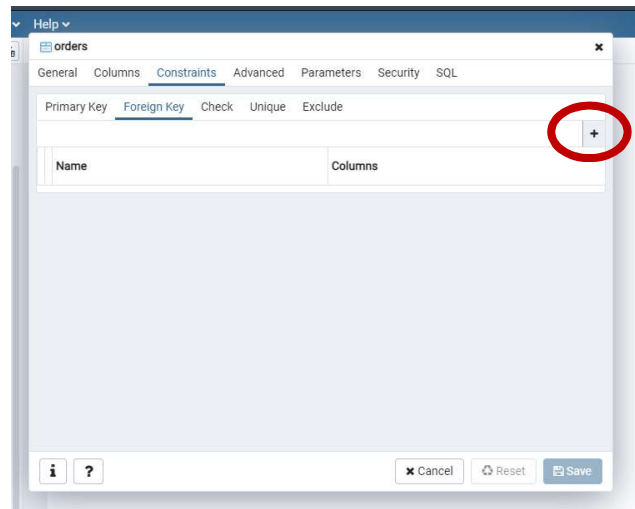 Help
orders
General Columns Constraints Advanced Parameters Security SQL
Primary Key Foreign Key Check Unique Exclude
+
Name Columns
i ? Cancel Reset Save